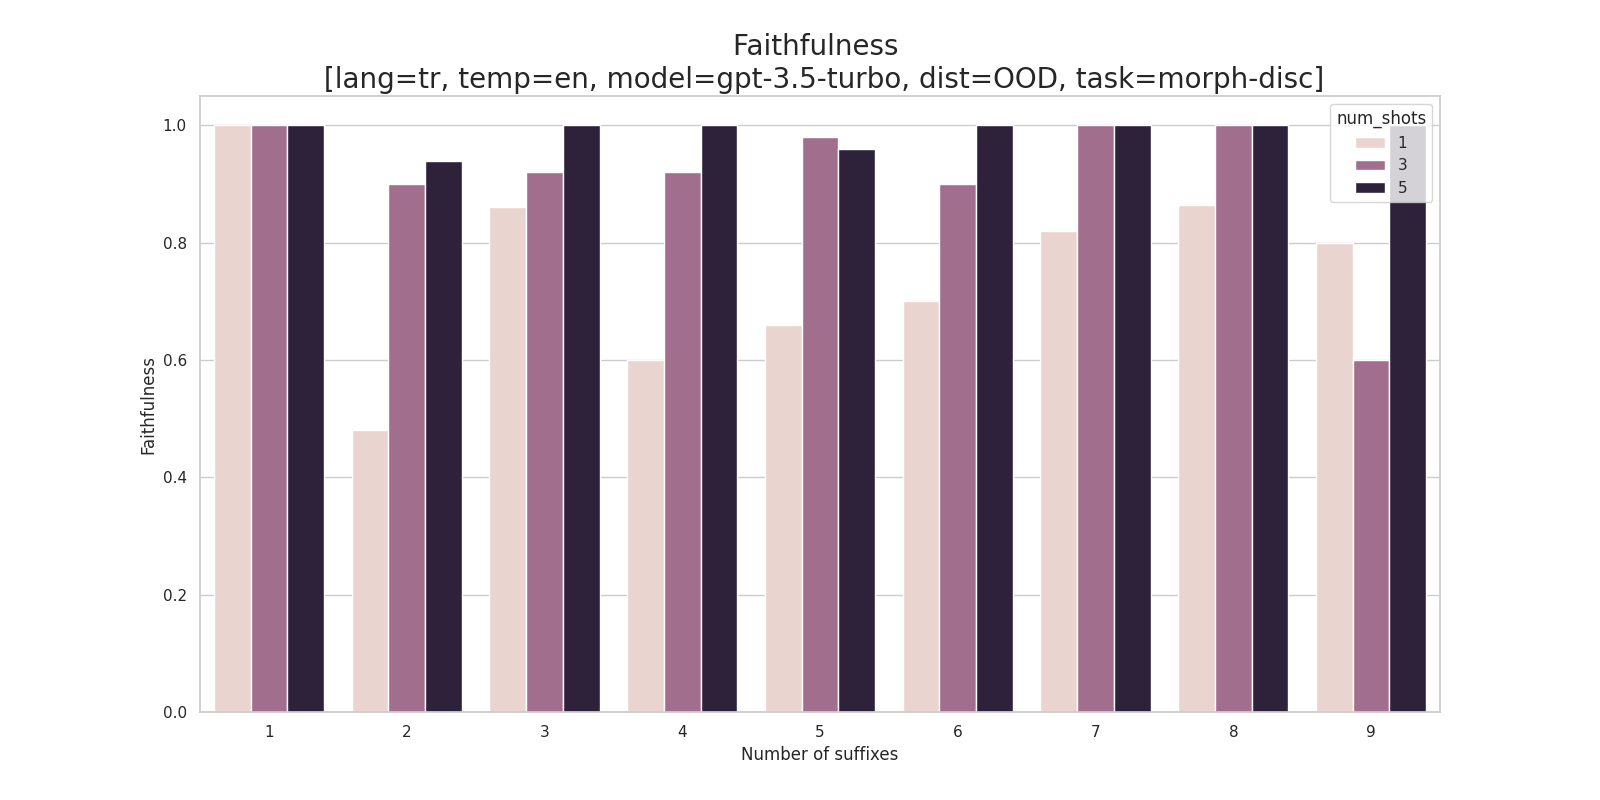 Faithfulness
[lang=tr, temp=en, model=gpt-3.5-turbo, dist=OOD, task=morph-disc]
num_shots
1
3
5
1.0
0.8
0.6
0.4
0.2
0.0
Faithfulness
1 2 3 4 5 6 7 8 9
Number of suffixes